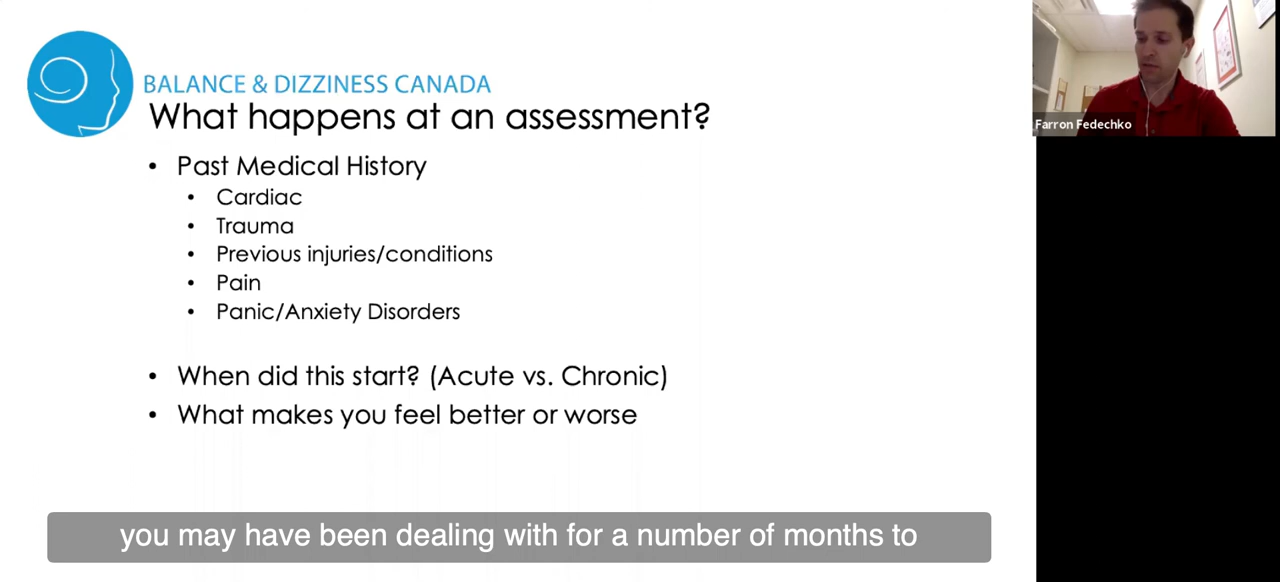 BALANCE & DIZZINESS CANADA
What happens at an assessment?
• Past Medical History
• Cardiac
• Trauma
• Previous injuries/conditions
• Pain
• Panic/Anxiety Disorders
• When did this start? (Acute vs. Chronic)
• What makes you feel better or worse
you may have been dealing with for a number of months to
Farron Fedechko